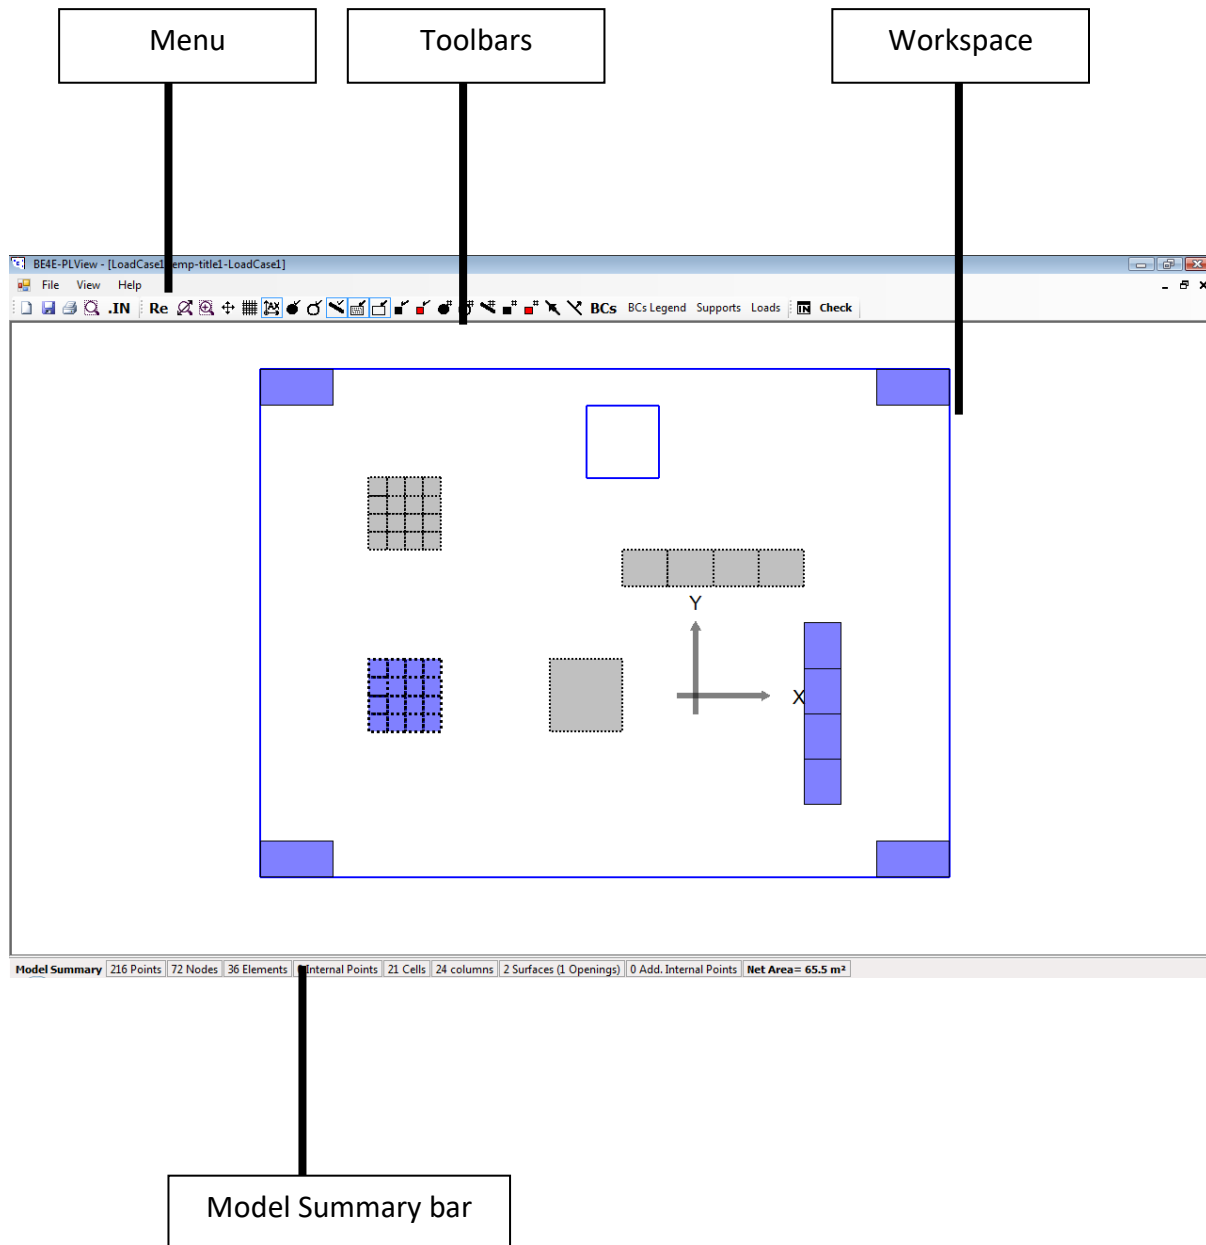 Menu
Toolbars
Workspace
BE4E-PLView - [LoadCase1 emp-title1-LoadCase1]
File View Help
.IN Re AX BCs BCs Legend Supports Loads IN Check
Y
X
Model Summary 216 Points 72 Nodes 36 Elements Internal Points 21 Cells 24 columns 2 Surfaces (1 Openings) 0 Add. Internal Points Net Area= 65.5 m²
Model Summary bar